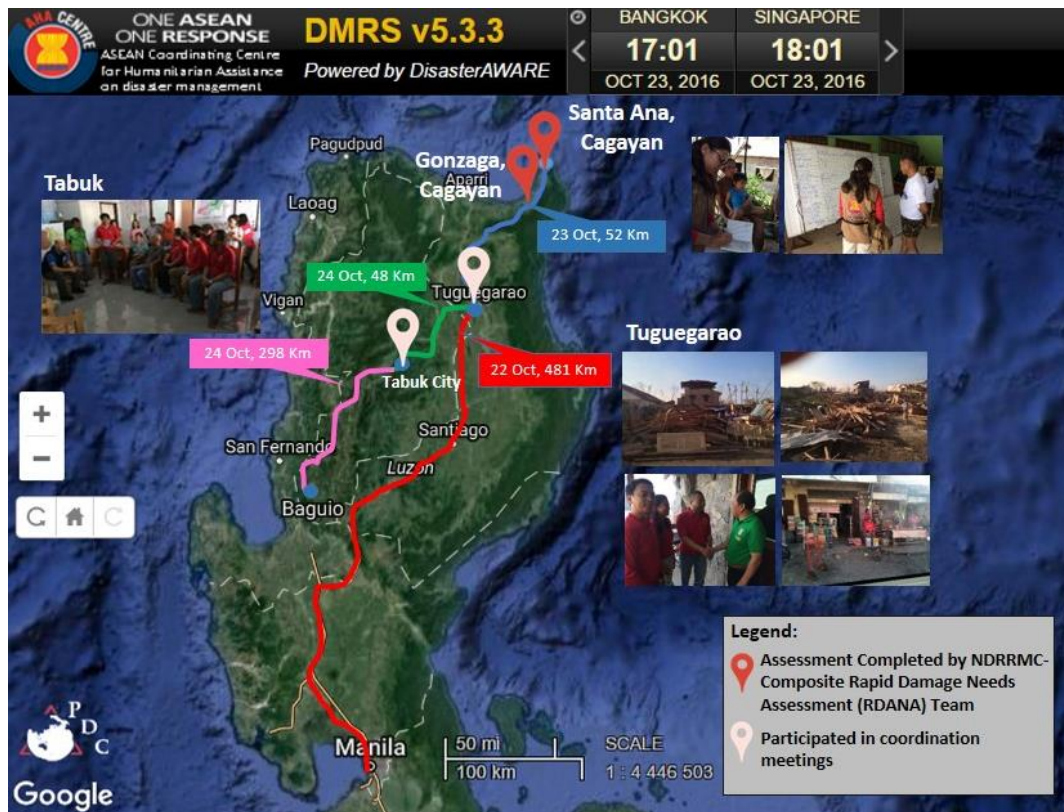 AHA CENTRE
ONE ASEAN
ONE RESPONSE
ASEAN Coordinating Centre
for Humanitarian Assistance
on disaster management
DMRS v5.3.3
Powered by DisasterAWARE
BANGKOK
17:01
OCT 23, 2016
SINGAPORE
18:01
OCT 23, 2016
Santa Ana,
Cagayan
Pagudpud
Gonzaga,
Cagayan
Aparri
Tabuk
Laoag
23 Oct, 52 Km
24 Oct, 48 Km
Tuguegarao
Vigan
Tuguegarao
24 Oct, 298 Km
22 Oct, 481 Km
Tabuk City
+
−
Santiago
San Fernando
Luzon
Baguio
Legend:
Assessment Completed by NDRRMC-
Composite Rapid Damage Needs
Assessment (RDANA) Team
Participated in coordination
meetings
PDC
Manila
50 mi
100 km
SCALE
1 : 4 446 503
Google